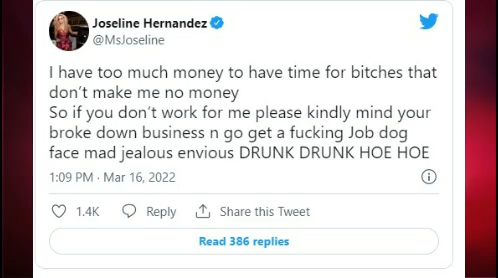 Joseline Hernandez
@MsJoseline
I have too much money to have time for bitches that
don't make me no money
So if you don't work for me please kindly mind your
broke down business n go get a fucking Job dog
face mad jealous envious DRUNK DRUNK HOE HOE
1:09 PM · Mar 16, 2022
1.4K Reply Share this Tweet
Read 386 replies